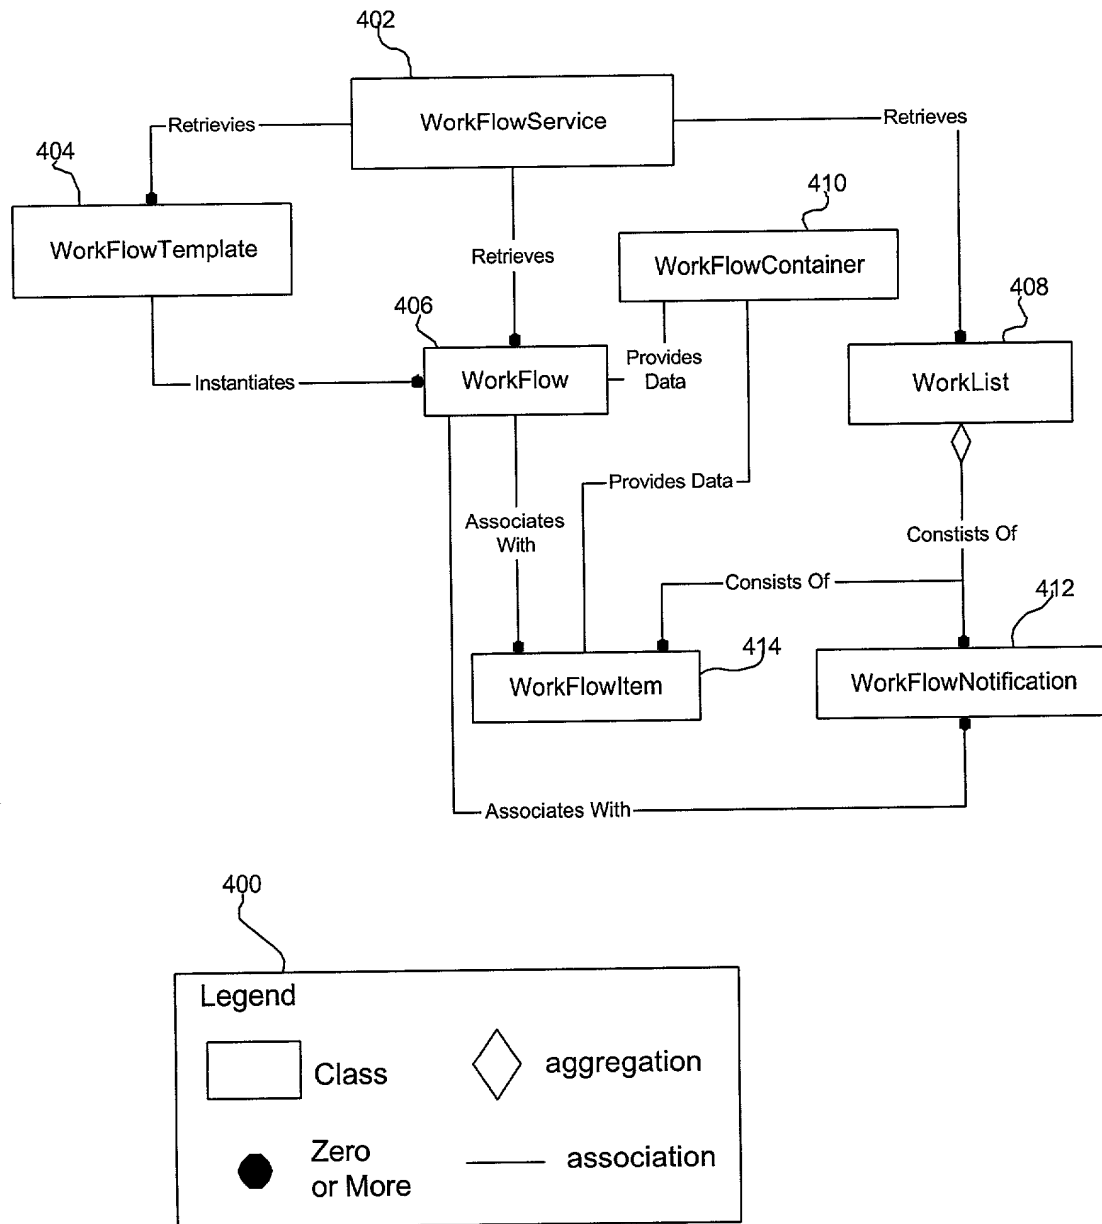 402
WorkFlowService
Retrievies
Retrieves
404
WorkFlowTemplate
410
WorkFlowContainer
Retrieves
408
406
WorkFlow
Provides
Data
WorkList
Instantiates
Provides Data
Associates
With
Constists Of
Consists Of
412
414
WorkFlowItem
WorkFlowNotification
Associates With
400
Legend
Class
aggregation
Zero
or More
association